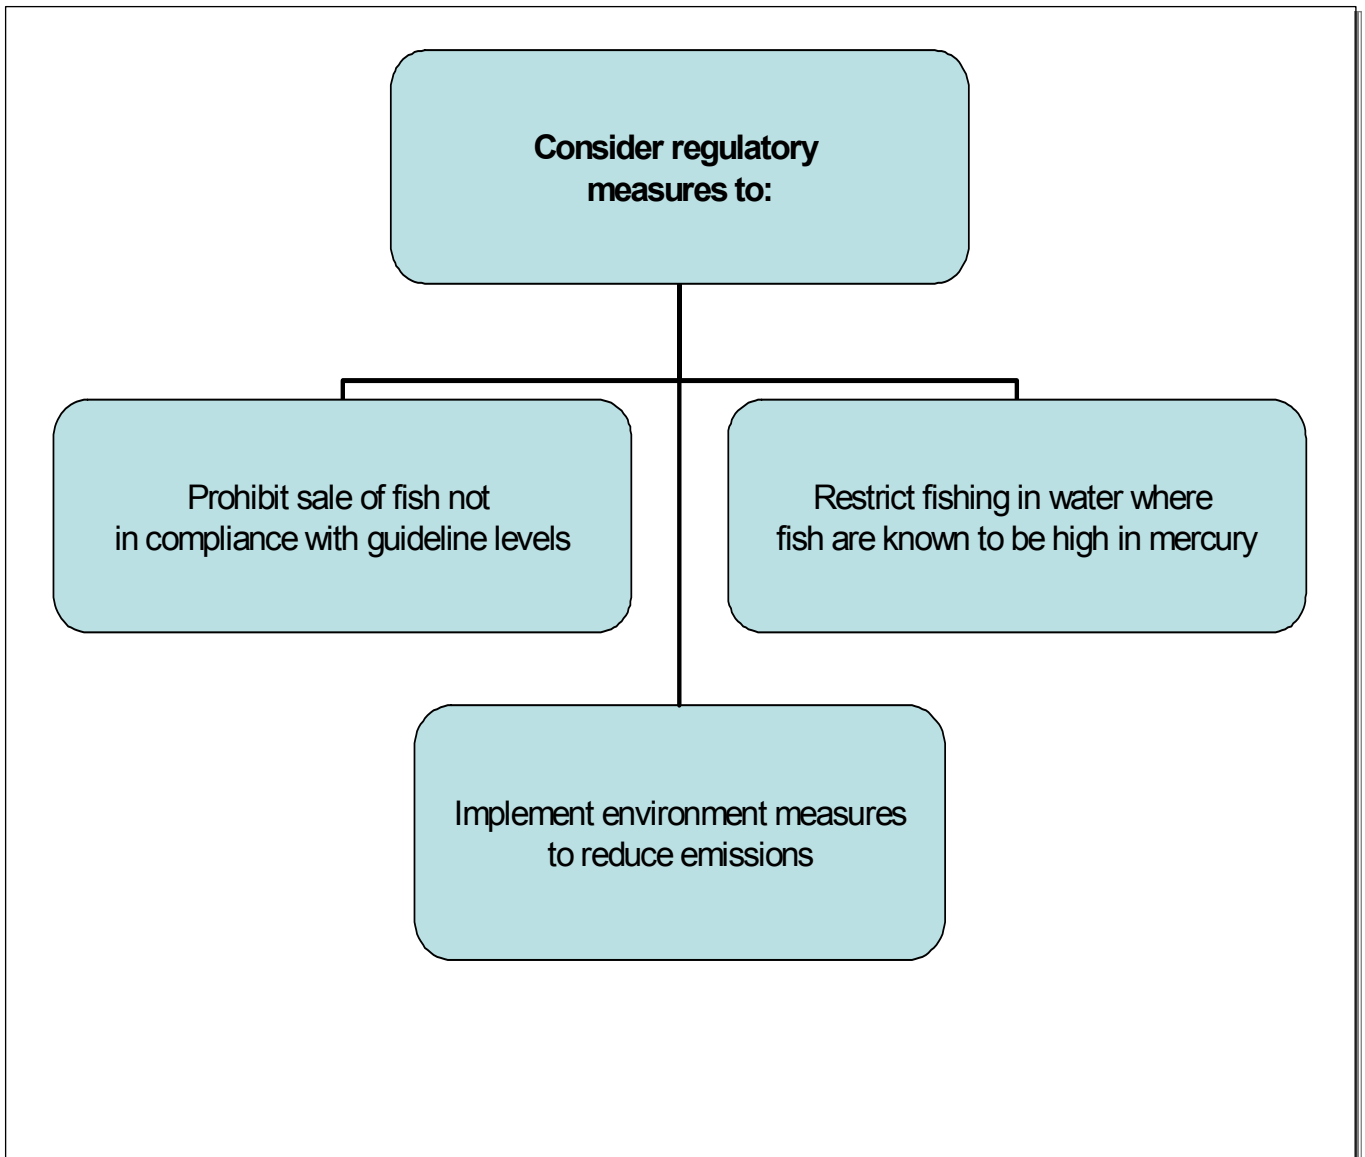 Consider regulatory
measures to:
Prohibit sale of fish not
in compliance with guideline levels
Restrict fishing in water where
fish are known to be high in mercury
Implement environment measures
to reduce emissions